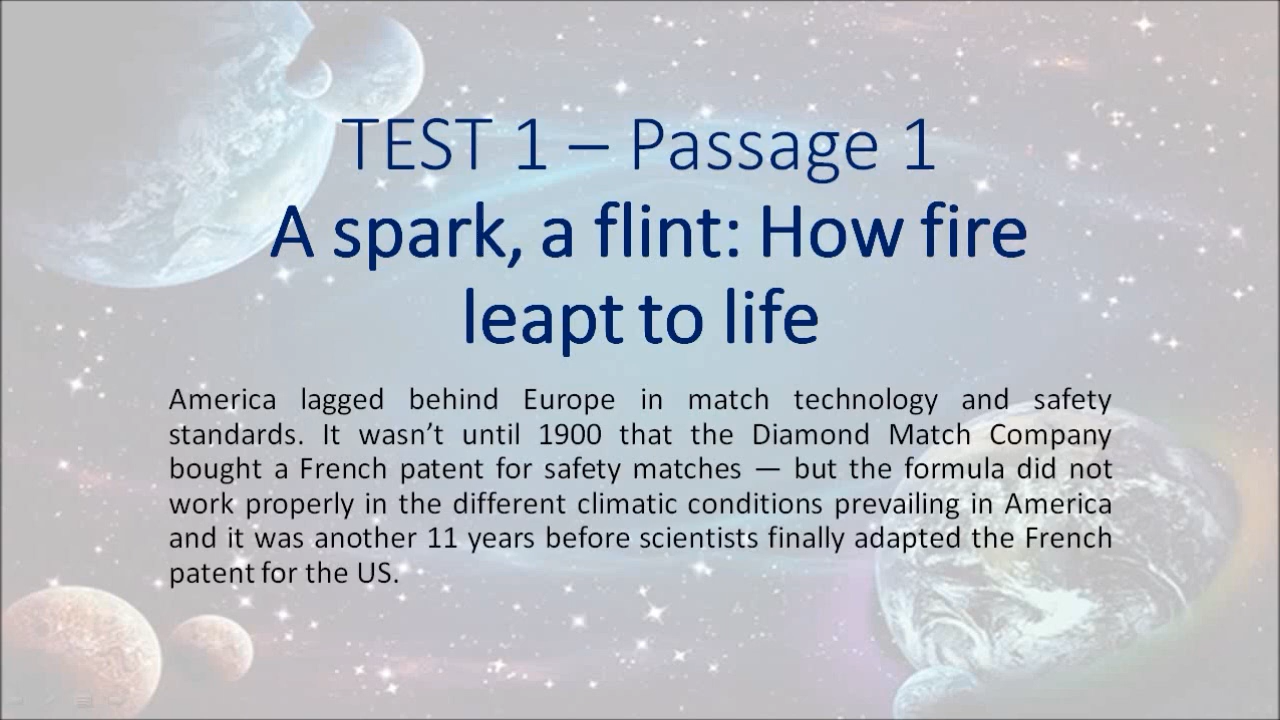 TEST 1 – Passage 1
A spark, a flint: How fire
leapt to life
America lagged behind Europe in match technology and safety
standards. It wasn’t until 1900 that the Diamond Match Company
bought a French patent for safety matches — but the formula did not
work properly in the different climatic conditions prevailing in America
and it was another 11 years before scientists finally adapted the French
patent for the US.